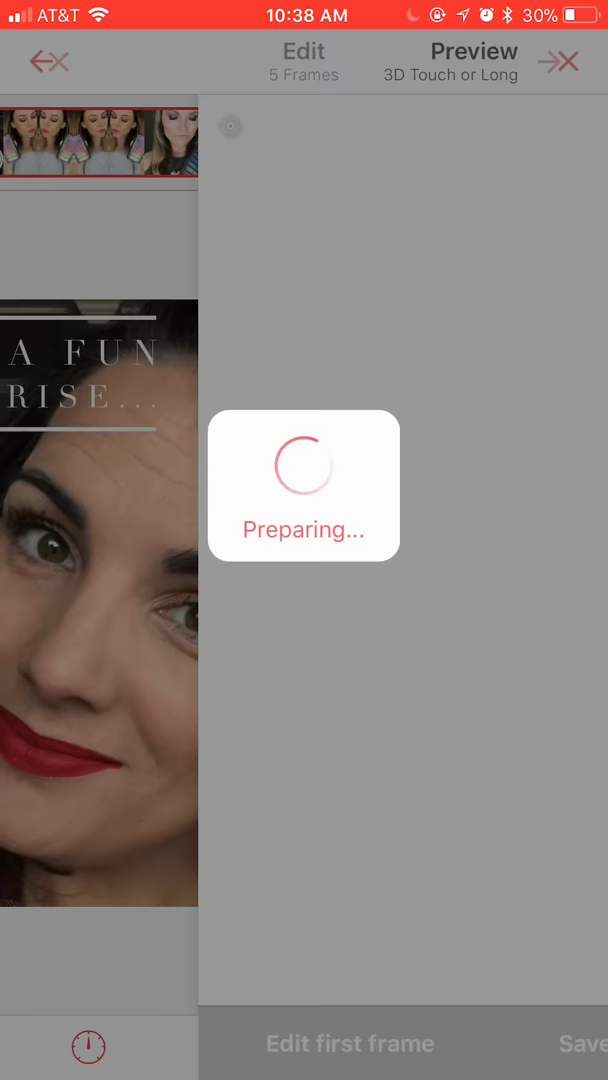 AT&T 10:38 AM 30%
Edit Preview
5 Frames 3D Touch or Long
A FUN
RISE...
Preparing...
Edit first frame Save